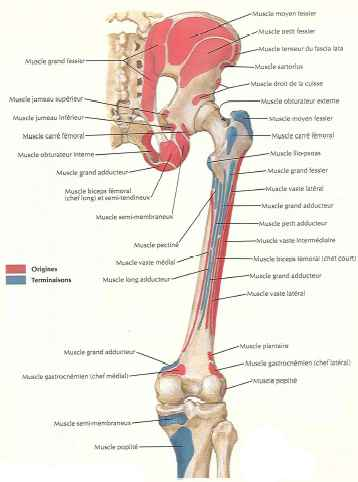 Muscle moyen fessier
Muscle petit fessier
Muscle tenseur du fascia lata
Muscle grand fessier
Muscle sartorius
Muscle droit de la cuisse
Muscle jumeau supérieur
Muscle obturateur externe
Muscle jumeau inférieur
Muscle moyen fessier
Muscle carré fémoral
Muscle carré fémoral
Muscle obturateur interne
Muscle ilio-psoas
Muscle grand adducteur
Muscle grand fessier
Muscle biceps fémoral
(chef long) et semi-tendineux
Muscle vaste latéral
Muscle grand adducteur
Muscle semi-membraneux
Muscle petit adducteur
Muscle pectiné
Muscle vaste intermédiaire
Muscle vaste médial
Muscle biceps fémoral (chef court)
Origines
Terminaisons
Muscle long adducteur
Muscle grand adducteur
Muscle vaste latéral
Muscle plantaire
Muscle grand adducteur
Muscle gastrocnémien (chef latéral)
Muscle gastrocnémien (chef médial)
Muscle poplité
Muscle semi-membraneux
Muscle poplité